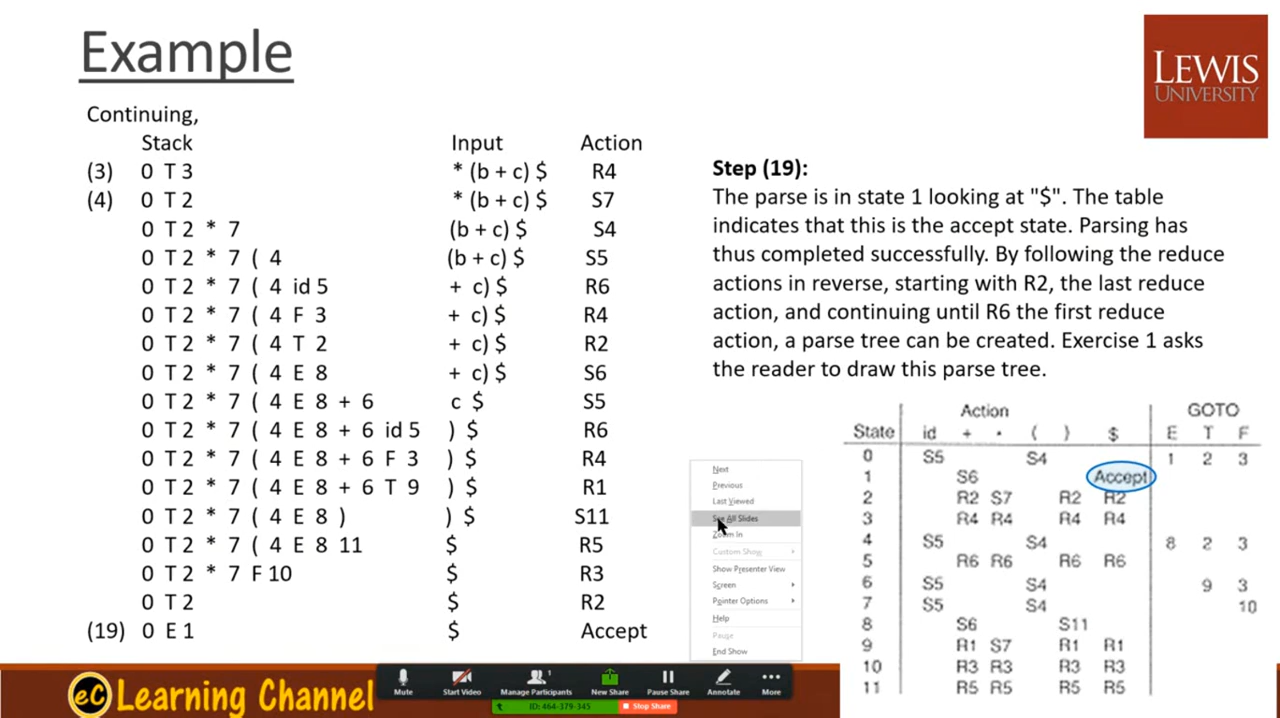 Example
LEWIS
UNIVERSITY
Continuing,
Stack Input Action
(3) 0 T 3 * (b + c) $ R4
(4) 0 T 2 * (b + c) $ S7
0 T 2 * 7 (b + c) $ S4
0 T 2 * 7 ( 4 (b + c) $ S5
0 T 2 * 7 ( 4 id 5 + c) $ R6
0 T 2 * 7 ( 4 F 3 + c) $ R4
0 T 2 * 7 ( 4 T 2 + c) $ R2
0 T 2 * 7 ( 4 E 8 + c) $ S6
0 T 2 * 7 ( 4 E 8 + 6 c $ S5
0 T 2 * 7 ( 4 E 8 + 6 id 5 ) $ R6
0 T 2 * 7 ( 4 E 8 + 6 F 3 ) $ R4
0 T 2 * 7 ( 4 E 8 + 6 T 9 ) $ R1
0 T 2 * 7 ( 4 E 8 ) ) $ S11
0 T 2 * 7 ( 4 E 8 11 $ R5
0 T 2 * 7 F 10 $ R3
0 T 2 $ R2
(19) 0 E 1 $ Accept
Step (19):
The parse is in state 1 looking at "$". The table
indicates that this is the accept state. Parsing has
thus completed successfully. By following the reduce
actions in reverse, starting with R2, the last reduce
action, and continuing until R6 the first reduce
action, a parse tree can be created. Exercise 1 asks
the reader to draw this parse tree.
Action GOTO
State id + * ( ) $ E T F
0 S5 S4 1 2 3
1 S6 Accept
2 R2 S7 R2 R2
3 R4 R4 R4 R4
4 S5 S4 8 2 3
5 R6 R6 R6 R6
6 S5 S4 9 3
7 S5 S4 10
8 S6 S11
9 R1 S7 R1 R1
10 R3 R3 R3 R3
11 R5 R5 R5 R5
Next
Previous
Last Viewed
See All Slides
Zoom In
Custom Show
Show Presenter View
Screen
Pointer Options
Help
Pause
End Show
eC Learning Channel
Mute Start Video Manage Participants New Share Pause Share Annotate More
ID: 464-379-345 Stop Share